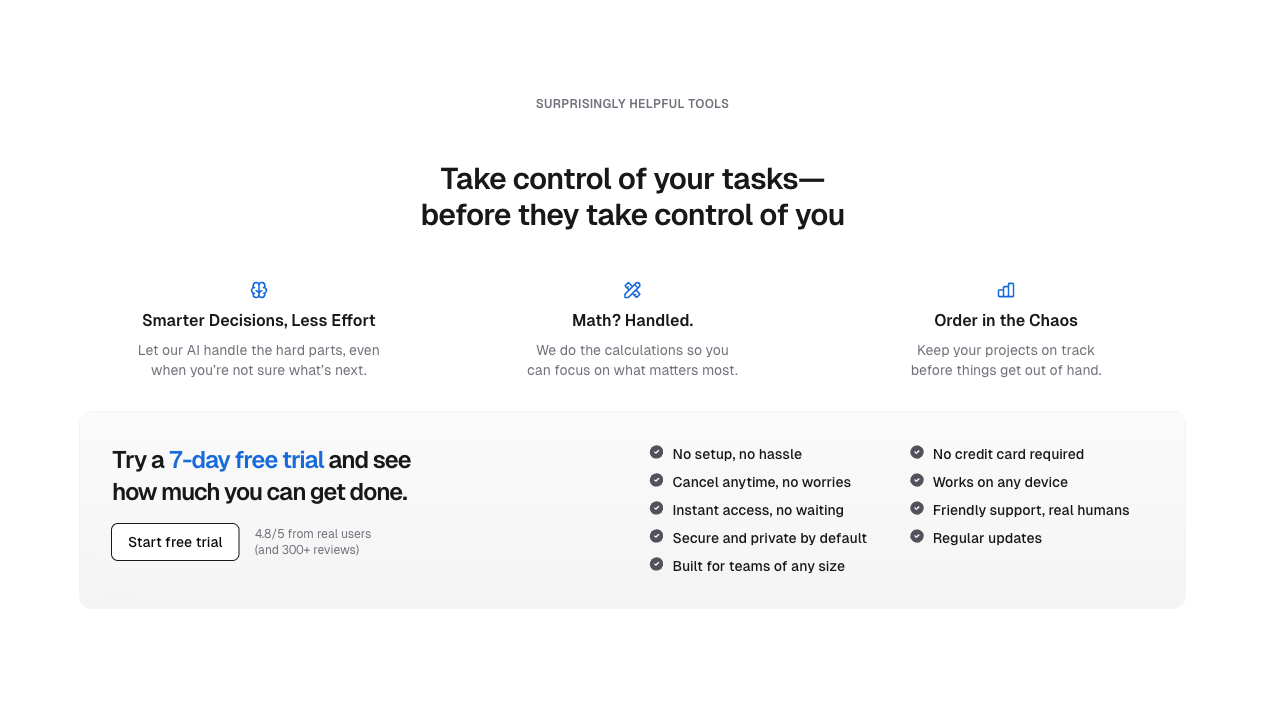 SURPRISINGLY HELPFUL TOOLS
Take control of your tasks—
before they take control of you
Smarter Decisions, Less Effort
Let our AI handle the hard parts, even
when you’re not sure what’s next.
Math? Handled.
We do the calculations so you
can focus on what matters most.
Order in the Chaos
Keep your projects on track
before things get out of hand.
Try a 7-day free trial and see
how much you can get done.
Start free trial
4.8/5 from real users
(and 300+ reviews)
No setup, no hassle
Cancel anytime, no worries
Instant access, no waiting
Secure and private by default
Built for teams of any size
No credit card required
Works on any device
Friendly support, real humans
Regular updates